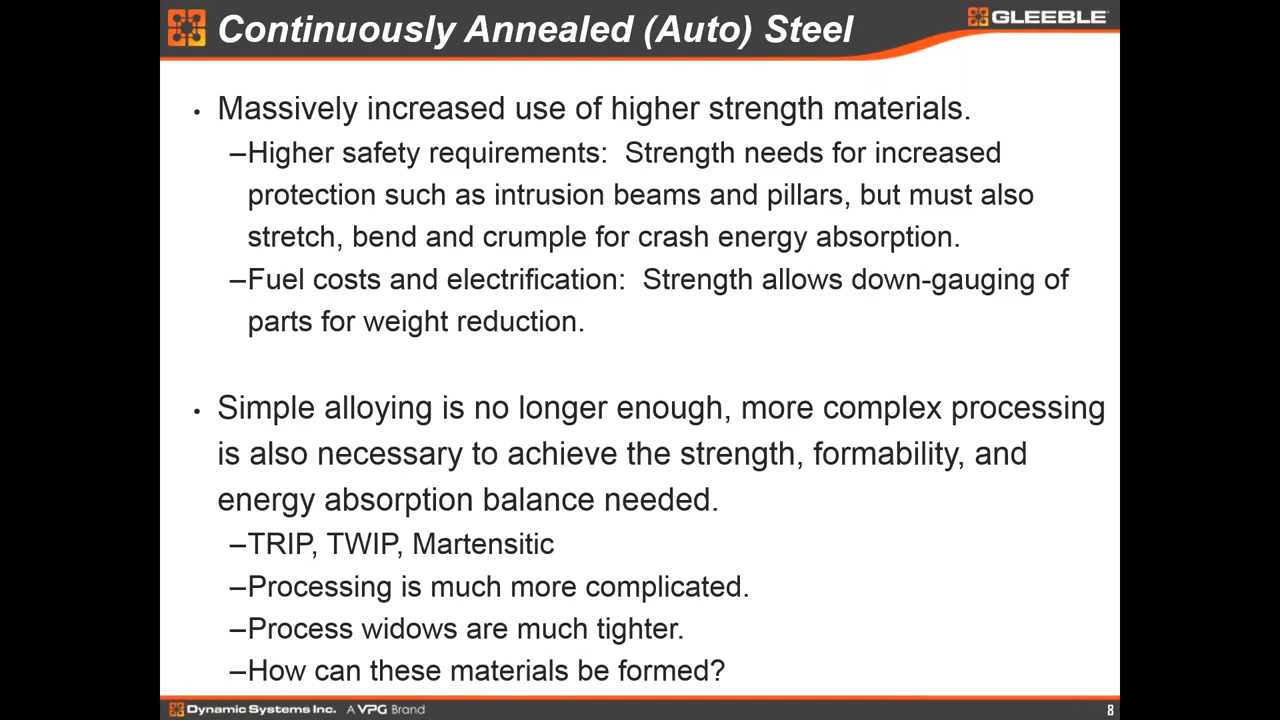 Continuously Annealed (Auto) Steel
GLEEBLE
• Massively increased use of higher strength materials.
–Higher safety requirements:  Strength needs for increased
protection such as intrusion beams and pillars, but must also
stretch, bend and crumple for crash energy absorption.
–Fuel costs and electrification:  Strength allows down-gauging of
parts for weight reduction.
• Simple alloying is no longer enough, more complex processing
is also necessary to achieve the strength, formability, and
energy absorption balance needed.
–TRIP, TWIP, Martensitic
–Processing is much more complicated.
–Process widows are much tighter.
–How can these materials be formed?
Dynamic Systems Inc. A VPG Brand
8